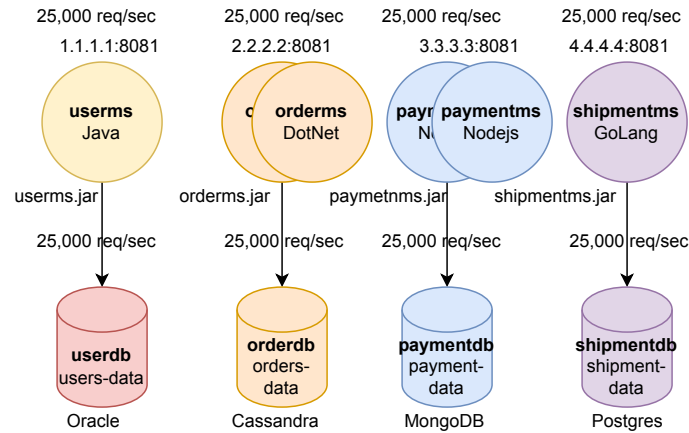 25,000 req/sec
25,000 req/sec
25,000 req/sec
25,000 req/sec
1.1.1.1:8081
2.2.2.2:8081
3.3.3.3:8081
4.4.4.4:8081
userms
Java
orderms
DotNet
paymentms
Nodejs
shipmentms
GoLang
userms.jar
orderms.jar
paymetnms.jar
shipmentms.jar
25,000 req/sec
25,000 req/sec
25,000 req/sec
25,000 req/sec
userdb
users-data
orderdb
orders-
data
paymentdb
payment-
data
shipmentdb
shipment-
data
Oracle
Cassandra
MongoDB
Postgres